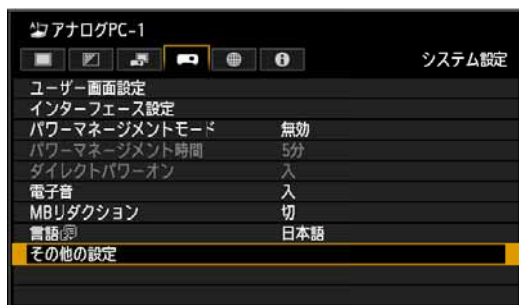 アナログPC-1
システム設定
ユーザー画面設定
インターフェース設定
パワーマネージメントモード 無効
パワーマネージメント時間 5分
ダイレクトパワーオン 入
電子音 入
MBリダクション 切
言語 日本語
その他の設定